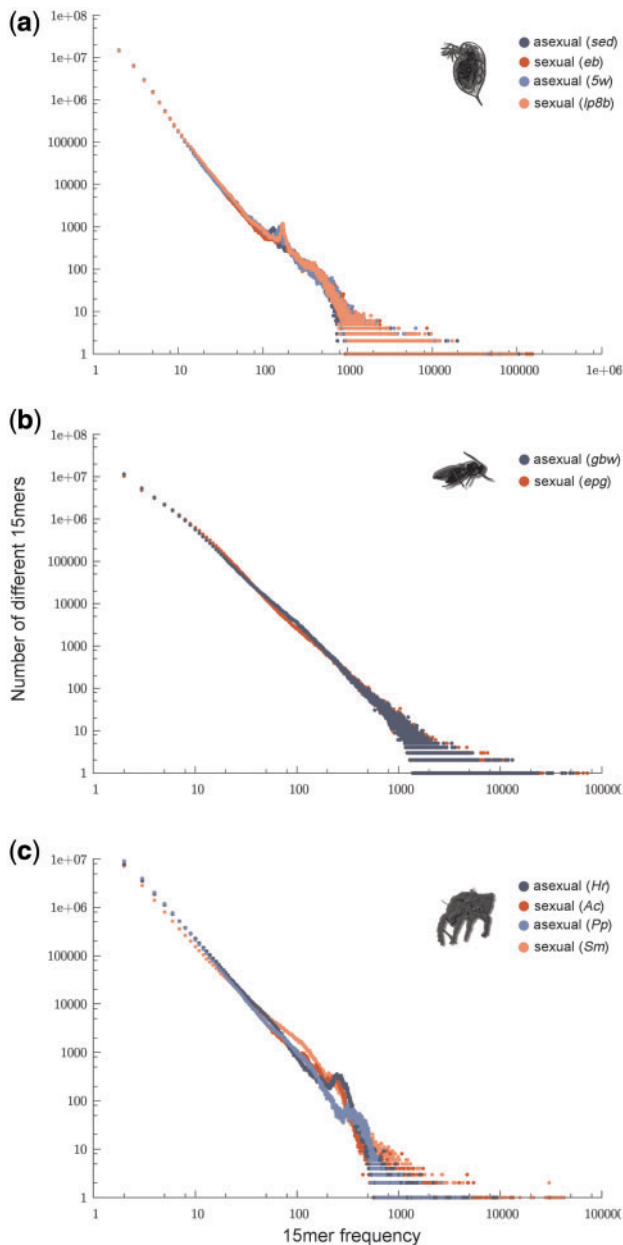 (a)
1e+08
1e+07
1e+06
100000
10000
1000
100
10
1
1 10 100 1000 10000 100000 1e+06
asexual (sed)
sexual (eb)
asexual (5w)
sexual (lp8b)
(b)
1e+08
1e+07
1e+06
100000
10000
1000
100
10
1
1 10 100 1000 10000 100000
asexual (gbw)
sexual (epg)
Number of different 15mers
(c)
1e+07
1e+06
100000
10000
1000
100
10
1
1 10 100 1000 10000 100000
asexual (Hr)
sexual (Ac)
asexual (Pp)
sexual (Sm)
15mer frequency